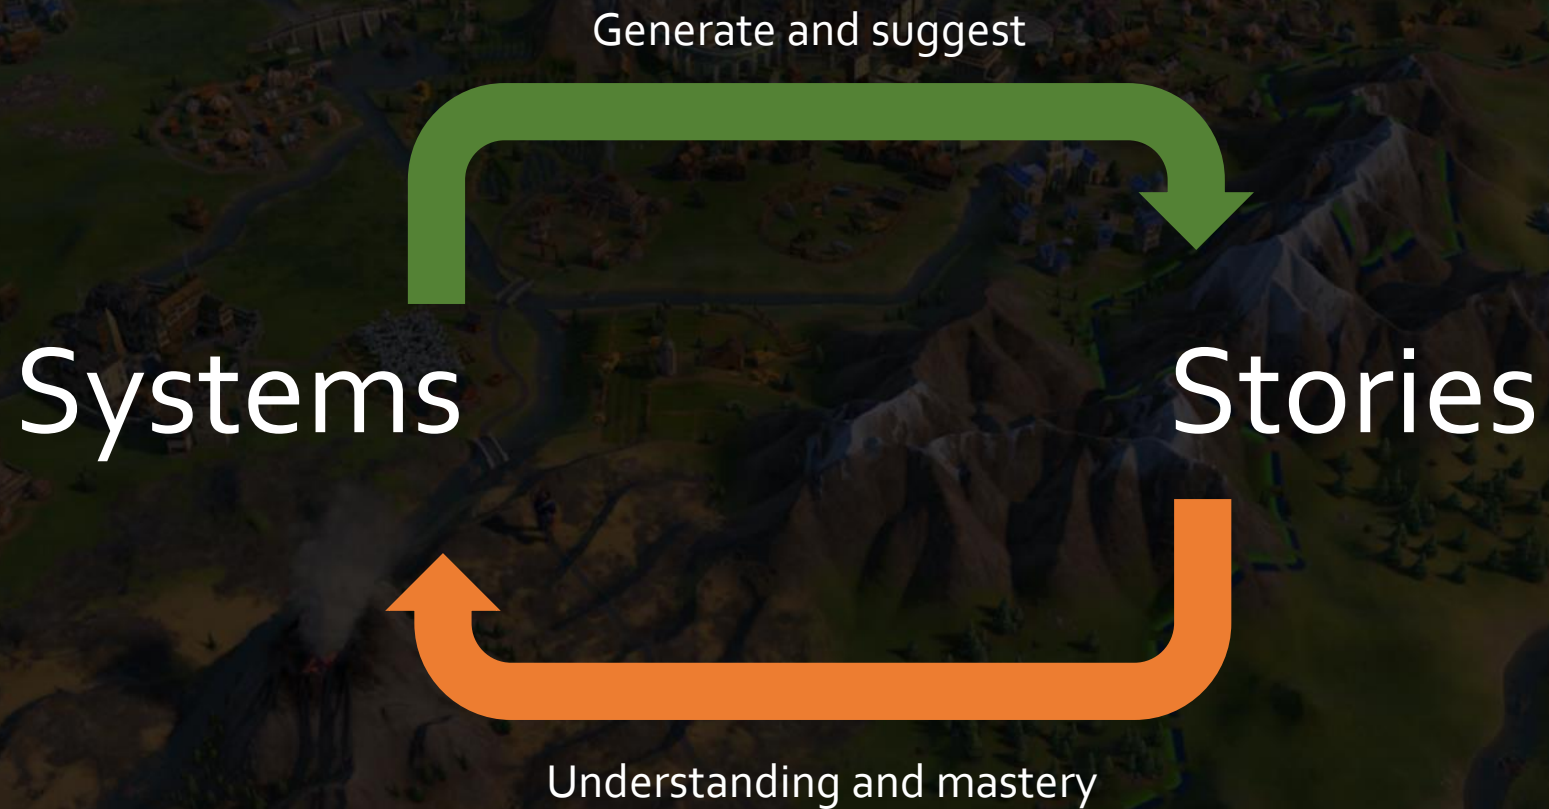 Generate and suggest
Systems
Stories
Understanding and mastery